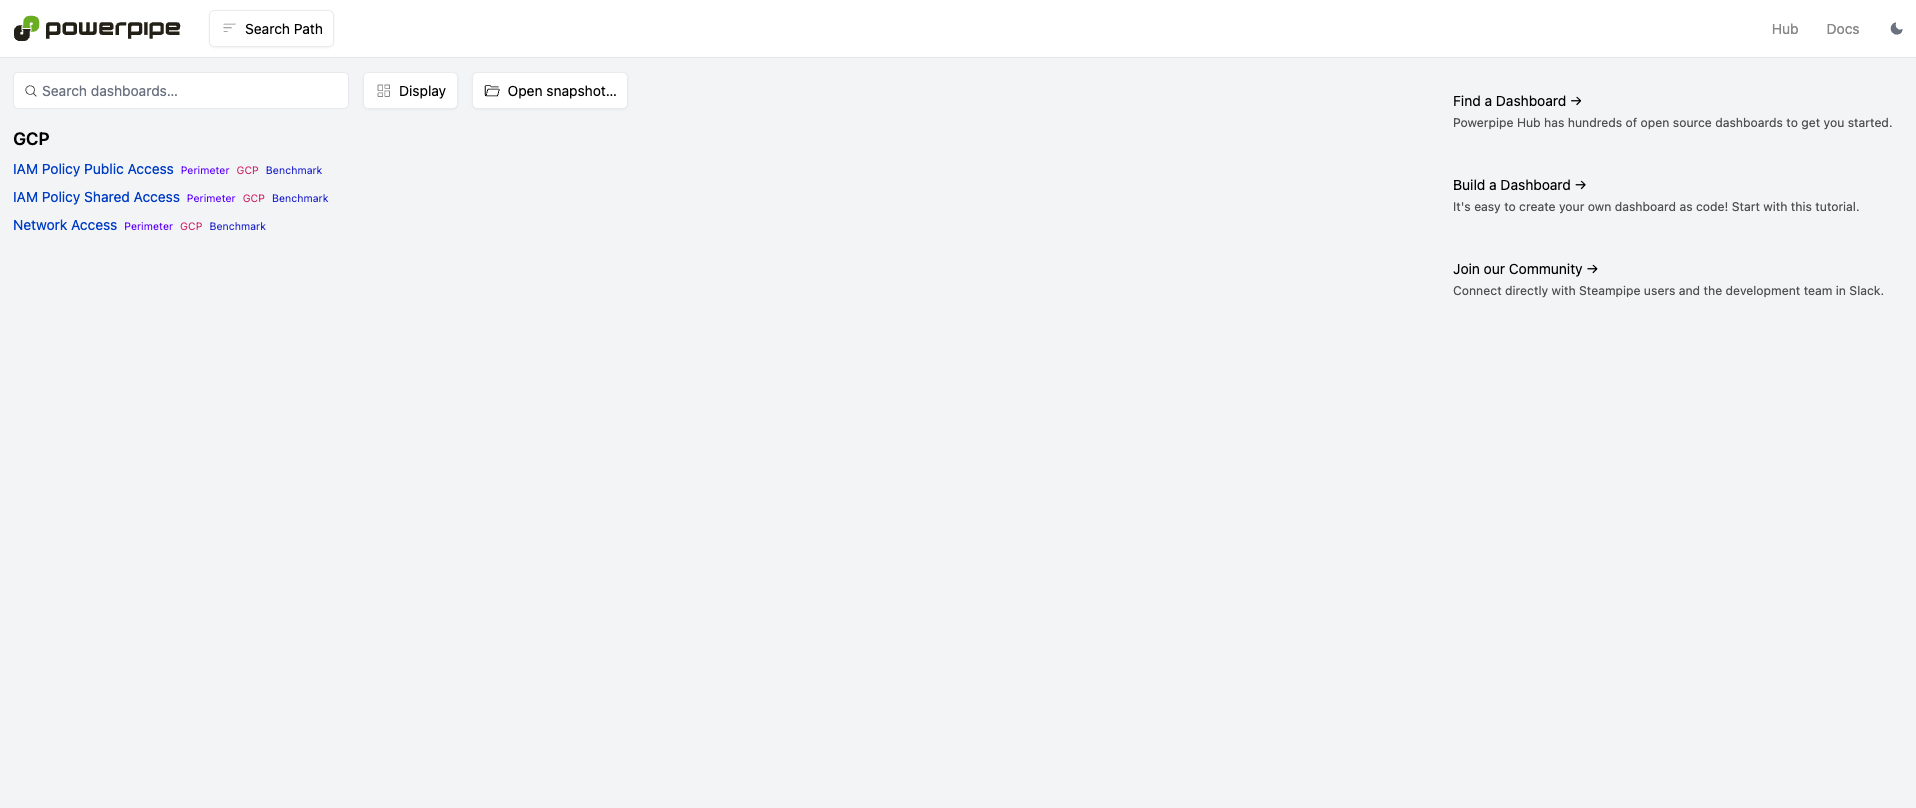 powerpipe
Search Path
Hub
Docs
Search dashboards...
Display
Open snapshot...
GCP
IAM Policy Public Access Perimeter GCP Benchmark
IAM Policy Shared Access Perimeter GCP Benchmark
Network Access Perimeter GCP Benchmark
Find a Dashboard →
Powerpipe Hub has hundreds of open source dashboards to get you started.
Build a Dashboard →
It's easy to create your own dashboard as code! Start with this tutorial.
Join our Community →
Connect directly with Steampipe users and the development team in Slack.